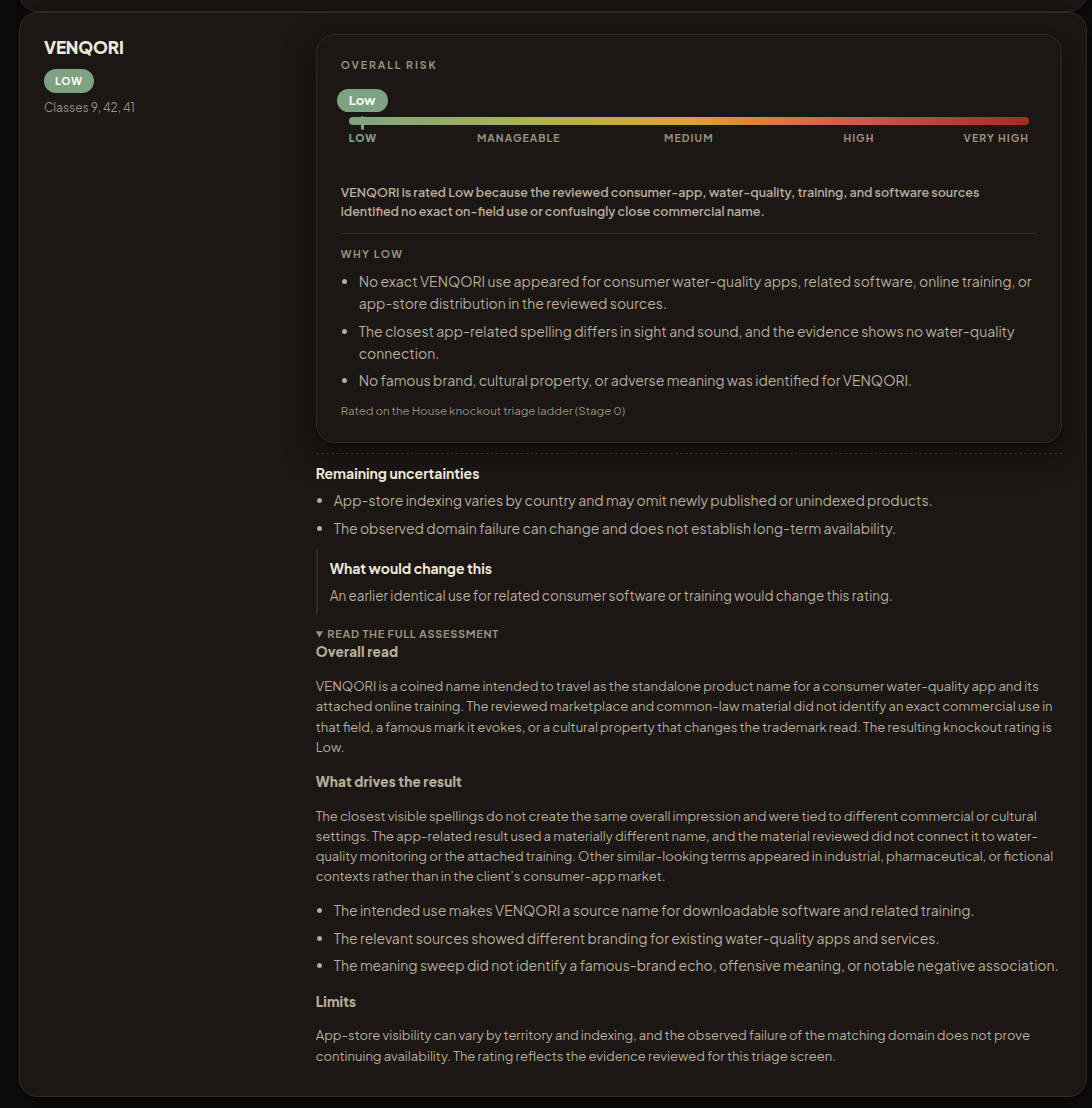 VENQORI
LOW
Classes 9, 42, 41
OVERALL RISK
Low
LOW MANAGEABLE MEDIUM HIGH VERY HIGH
VENQORI is rated Low because the reviewed consumer-app, water-quality, training, and software sources
identified no exact on-field use or confusingly close commercial name.
WHY LOW
• No exact VENQORI use appeared for consumer water-quality apps, related software, online training, or
app-store distribution in the reviewed sources.
• The closest app-related spelling differs in sight and sound, and the evidence shows no water-quality
connection.
• No famous brand, cultural property, or adverse meaning was identified for VENQORI.
Rated on the House knockout triage ladder (Stage 0)
Remaining uncertainties
• App-store indexing varies by country and may omit newly published or unindexed products.
• The observed domain failure can change and does not establish long-term availability.
What would change this
An earlier identical use for related consumer software or training would change this rating.
▼ READ THE FULL ASSESSMENT
Overall read
VENQORI is a coined name intended to travel as the standalone product name for a consumer water-quality app and its
attached online training. The reviewed marketplace and common-law material did not identify an exact commercial use in
that field, a famous mark it evokes, or a cultural property that changes the trademark read. The resulting knockout rating is
Low.
What drives the result
The closest visible spellings do not create the same overall impression and were tied to different commercial or cultural
settings. The app-related result used a materially different name, and the material reviewed did not connect it to water-
quality monitoring or the attached training. Other similar-looking terms appeared in industrial, pharmaceutical, or fictional
contexts rather than in the client's consumer-app market.
• The intended use makes VENQORI a source name for downloadable software and related training.
• The relevant sources showed different branding for existing water-quality apps and services.
• The meaning sweep did not identify a famous-brand echo, offensive meaning, or notable negative association.
Limits
App-store visibility can vary by territory and indexing, and the observed failure of the matching domain does not prove
continuing availability. The rating reflects the evidence reviewed for this triage screen.